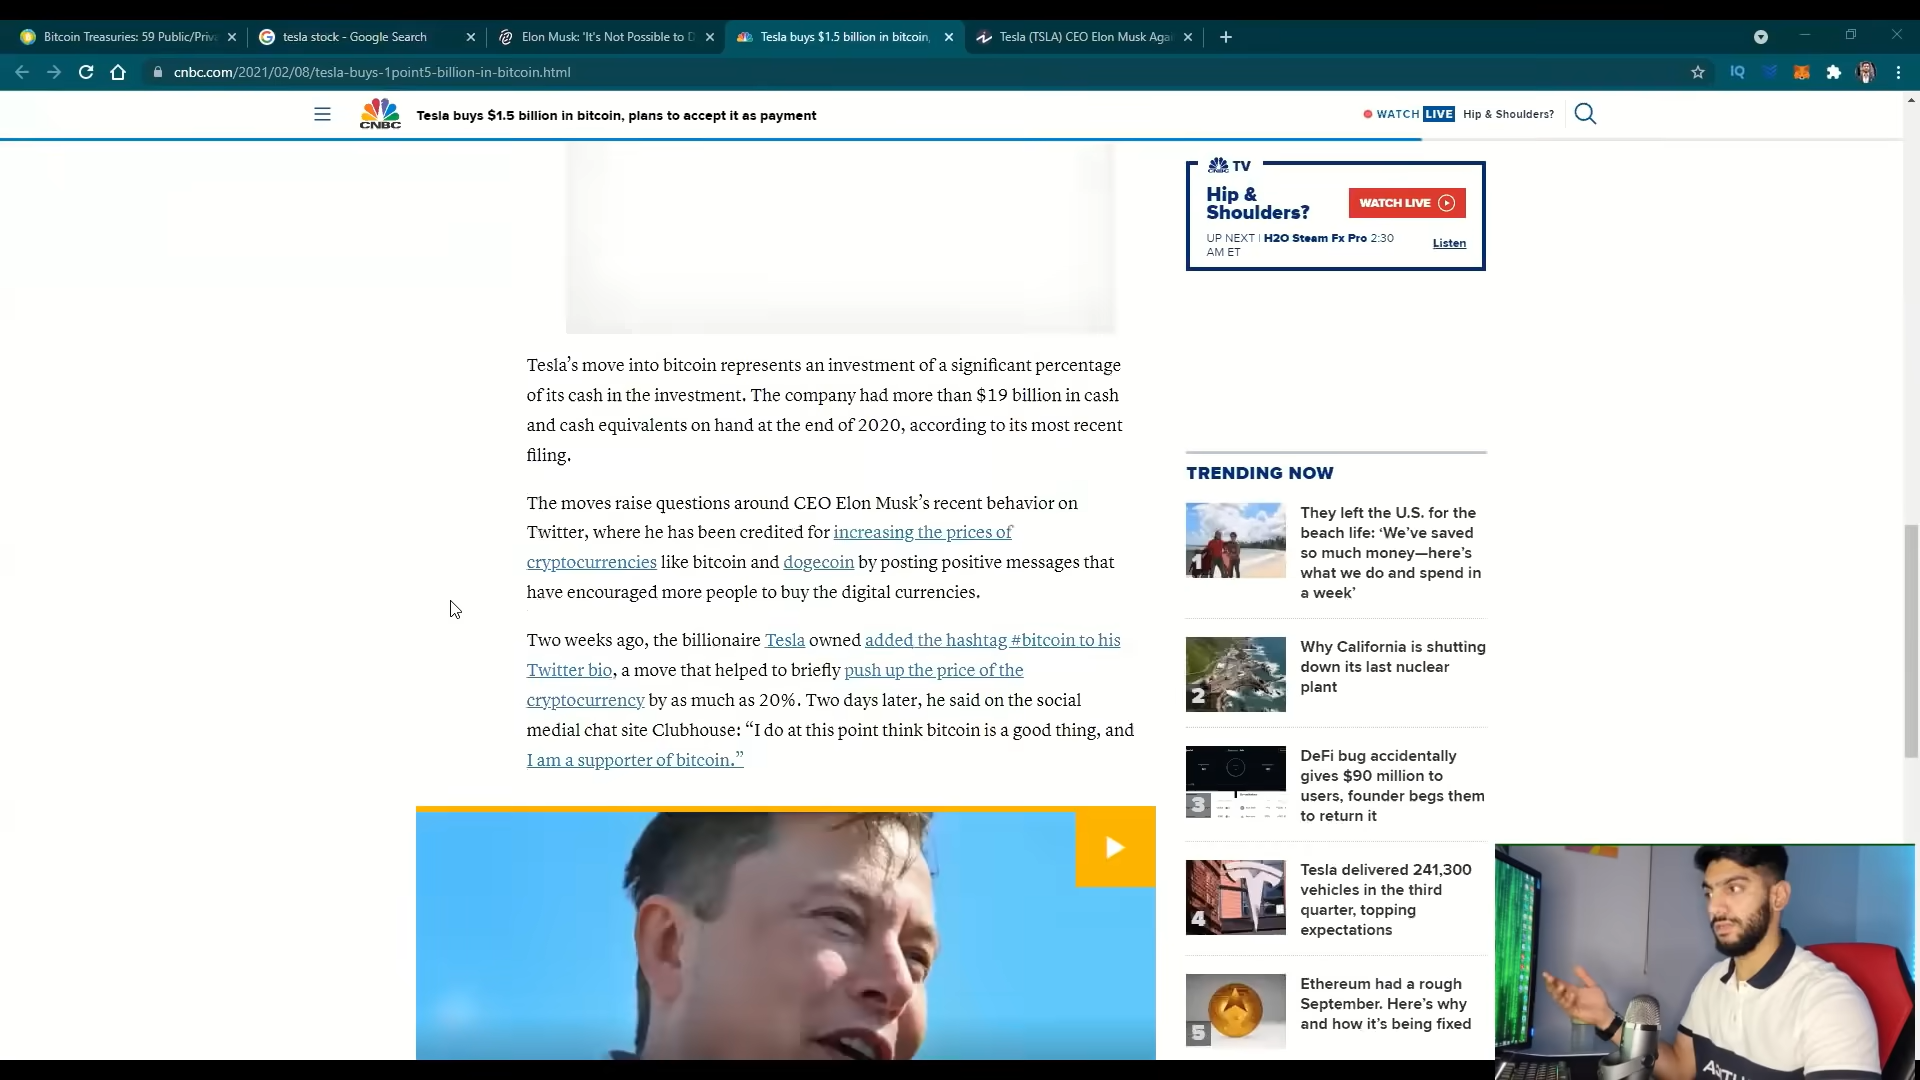 Bitcoin Treasuries: 59 Public/Priva
tesla stock - Google Search
Elon Musk: 'It's Not Possible to D
Tesla buys $1.5 billion in bitcoin,
Tesla (TSLA) CEO Elon Musk Aga
cnbc.com/2021/02/08/tesla-buys-1point5-billion-in-bitcoin.html
IQ
CNBC
Tesla buys $1.5 billion in bitcoin, plans to accept it as payment
WATCH LIVE Hip & Shoulders?
CNBC TV
Hip &
Shoulders?
WATCH LIVE
UP NEXT | H2O Steam Fx Pro 2:30
AM ET
Listen
Tesla’s move into bitcoin represents an investment of a significant percentage
of its cash in the investment. The company had more than $19 billion in cash
and cash equivalents on hand at the end of 2020, according to its most recent
filing.
The moves raise questions around CEO Elon Musk’s recent behavior on
Twitter, where he has been credited for increasing the prices of
cryptocurrencies like bitcoin and dogecoin by posting positive messages that
have encouraged more people to buy the digital currencies.
Two weeks ago, the billionaire Tesla owned added the hashtag #bitcoin to his
Twitter bio, a move that helped to briefly push up the price of the
cryptocurrency by as much as 20%. Two days later, he said on the social
medial chat site Clubhouse: “I do at this point think bitcoin is a good thing, and
I am a supporter of bitcoin.”
TRENDING NOW
1
They left the U.S. for the
beach life: ‘We’ve saved
so much money—here’s
what we do and spend in
a week’
2
Why California is shutting
down its last nuclear
plant
3
DeFi bug accidentally
gives $90 million to
users, founder begs them
to return it
4
Tesla delivered 241,300
vehicles in the third
quarter, topping
expectations
5
Ethereum had a rough
September. Here’s why
and how it’s being fixed